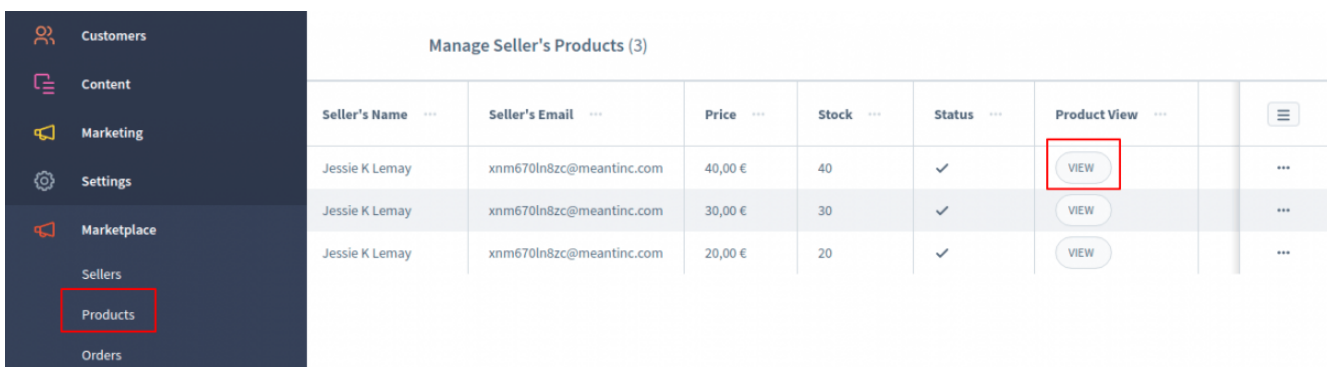 Customers
Content
Marketing
Settings
Marketplace
Sellers
Products
Orders
Manage Seller's Products (3)
Seller's Name ··· Seller's Email ··· Price ··· Stock ··· Status ··· Product View ···
Jessie K Lemay xnm670ln8zc@meantinc.com 40,00 € 40 VIEW
Jessie K Lemay xnm670ln8zc@meantinc.com 30,00 € 30 VIEW
Jessie K Lemay xnm670ln8zc@meantinc.com 20,00 € 20 VIEW